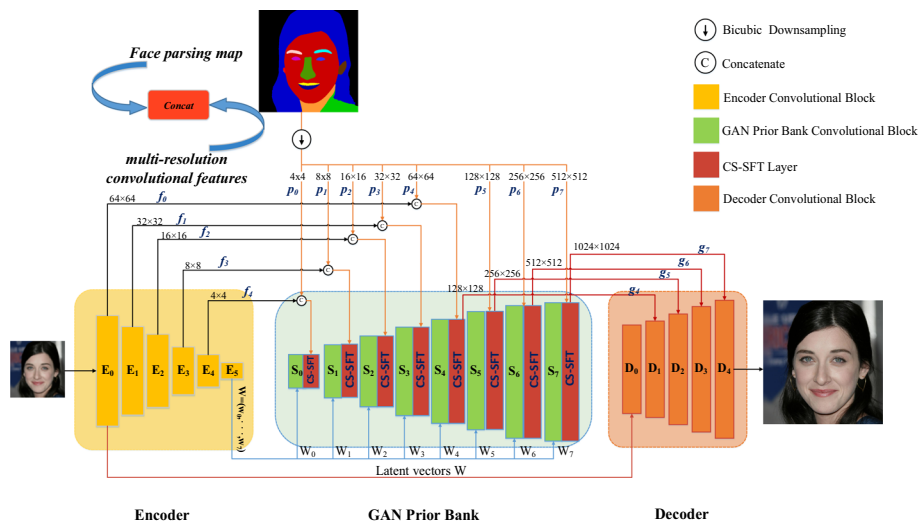 Face parsing map
Concat
multi-resolution
convolutional features
Bicubic Downsampling
C
Concatenate
Encoder Convolutional Block
GAN Prior Bank Convolutional Block
CS-SFT Layer
Decoder Convolutional Block
4x4 8x8 16×16 32×32 64×64 128×128 256×256 512×512
p0 p1 p2 p3 p4 p5 p6 p7
64×64 f0 C
32×32 f1 C
16×16 f2 C
8×8 f3 C
4×4 f4 C
1024×1024 g7
512×512 g6
256×256 g5
128×128 g4
E0 E1 E2 E3 E4 E5
W=(w0,···,w7)
S0 CS-SFT S1 CS-SFT S2 CS-SFT S3 CS-SFT S4 CS-SFT S5 CS-SFT S6 CS-SFT S7 CS-SFT
D0 D1 D2 D3 D4
W0 W1 W2 W3 W4 W5 W6 W7
Latent vectors W
Encoder GAN Prior Bank Decoder